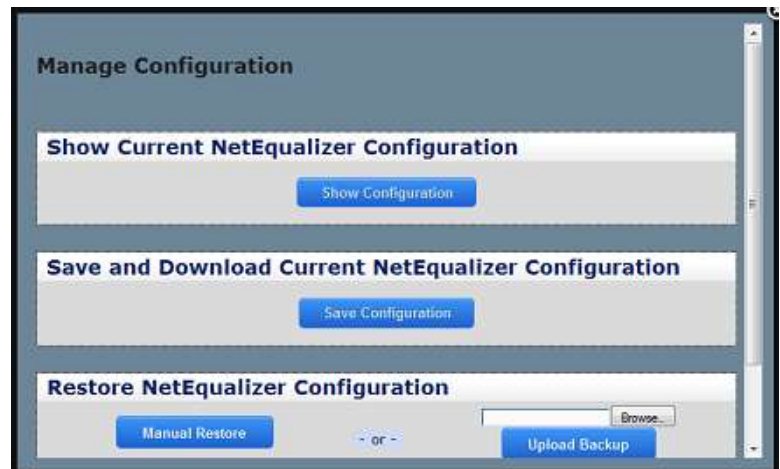 Manage Configuration
Show Current NetEqualizer Configuration
Show Configuration
Save and Download Current NetEqualizer Configuration
Save Configuration
Restore NetEqualizer Configuration
Manual Restore
- or -
Browse..
Upload Backup